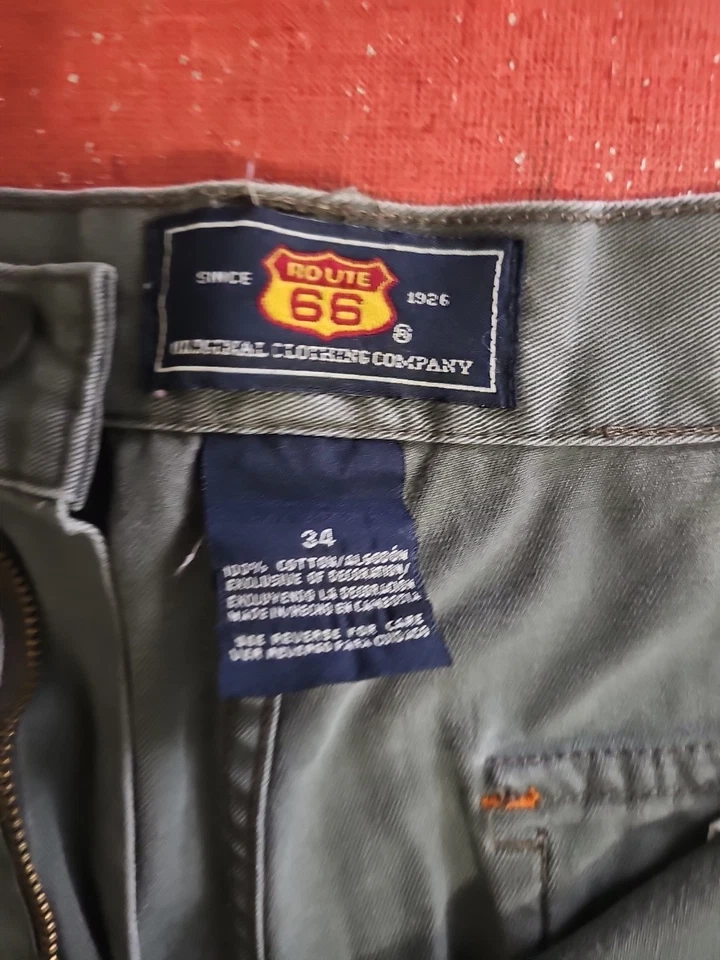 SINCE ROUTE 66 1926
®
ORIGINAL CLOTHING COMPANY
34
100% COTTON/ALGODÓN
EXCLUSIVE OF DECORATION/
EXCLUYENDO LA DECORACIÓN
MADE IN/HECHO EN CAMBODIA
SEE REVERSE FOR CARE
VER REVERSO PARA CUIDADO